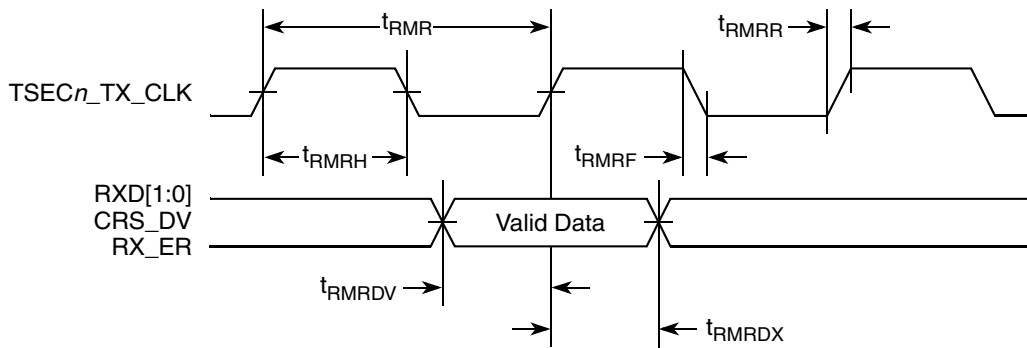 tRMR
tRMRR
TSECn_TX_CLK
tRMRH
tRMRF
RXD[1:0]
CRS_DV
RX_ER
Valid Data
tRMRDV
tRMRDX